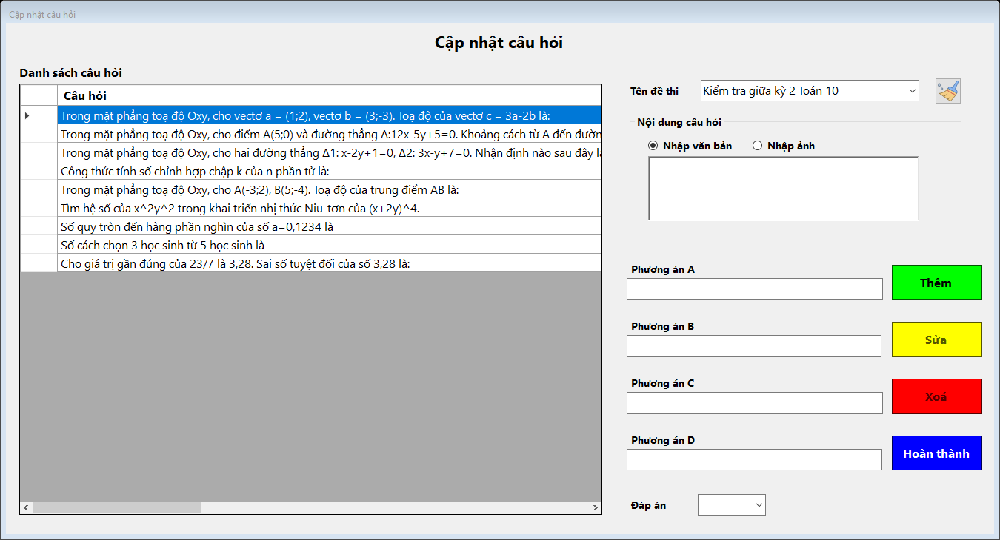 Cập nhật câu hỏi
Cập nhật câu hỏi
Danh sách câu hỏi
Câu hỏi
Trong mặt phẳng toạ độ Oxy, cho vectơ a = (1;2), vectơ b = (3;-3). Toạ độ của vectơ c = 3a-2b là:
Trong mặt phẳng toạ độ Oxy, cho điểm A(5;0) và đường thẳng Δ:12x-5y+5=0. Khoảng cách từ A đến đườn
Trong mặt phẳng toạ độ Oxy, cho hai đường thẳng Δ1: x-2y+1=0, Δ2: 3x-y+7=0. Nhận định nào sau đây là
Công thức tính số chỉnh hợp chập k của n phần tử là:
Trong mặt phẳng toạ độ Oxy, cho A(-3;2), B(5;-4). Toạ độ của trung điểm AB là:
Tìm hệ số của x^2y^2 trong khai triển nhị thức Niu-tơn của (x+2y)^4.
Số quy tròn đến hàng phần nghìn của số a=0,1234 là
Số cách chọn 3 học sinh từ 5 học sinh là
Cho giá trị gần đúng của 23/7 là 3,28. Sai số tuyệt đối của số 3,28 là:
Tên đề thi
Kiểm tra giữa kỳ 2 Toán 10
Nội dung câu hỏi
Nhập văn bản
Nhập ảnh
Phương án A
Thêm
Phương án B
Sửa
Phương án C
Xoá
Phương án D
Hoàn thành
Đáp án